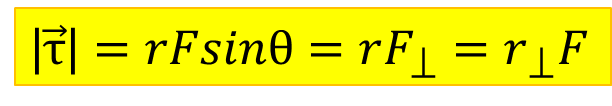 |τ⃗| = rFsinθ = rF⊥ = r⊥F